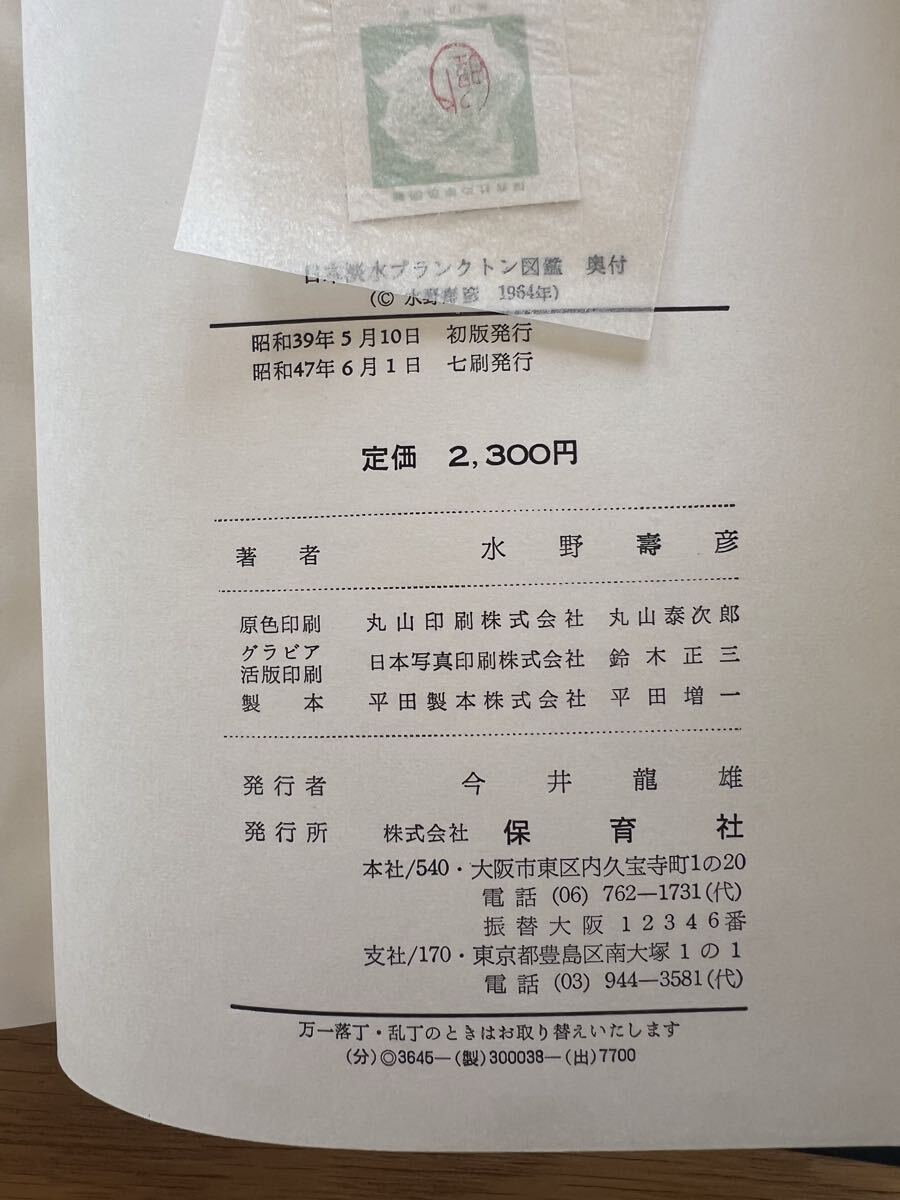 日本淡水プランクトン図鑑　奥付
(© 水野壽彦　1964年)
昭和39年5月10日　初版発行
昭和47年6月1日　七刷発行
定価　2,300円
著者　水野壽彦
原色印刷　丸山印刷株式会社　丸山泰次郎
グラビア
活版印刷　日本写真印刷株式会社　鈴木正三
製本　平田製本株式会社　平田増一
発行者　今井龍雄
発行所　株式会社　保育社
本社/540・大阪市東区内久宝寺町1の20
電話 (06) 762―1731(代)
振替大阪12346番
支社/170・東京都豊島区南大塚1の1
電話 (03) 944―3581(代)
万一落丁・乱丁のときはお取り替えいたします
(分)◎3645―(製)300038―(出)7700